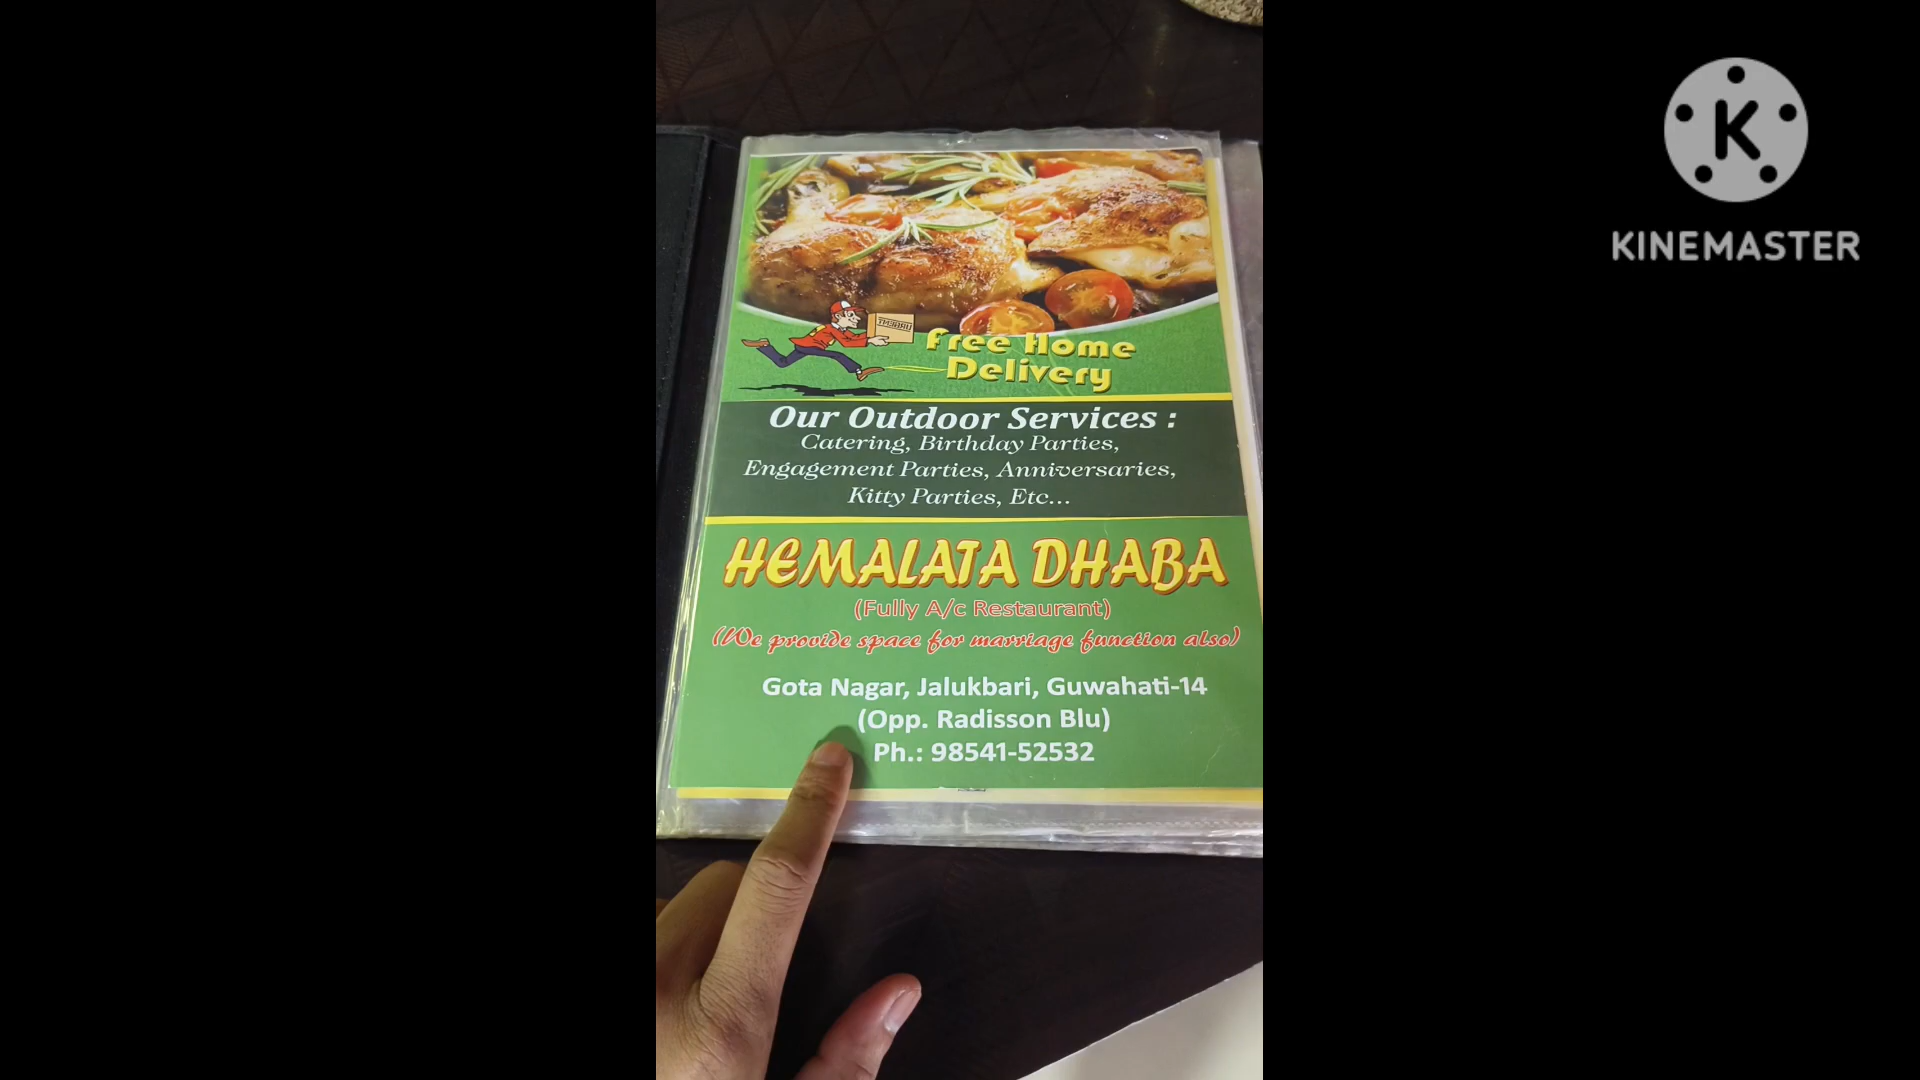 Free Home
Delivery
Our Outdoor Services :
Catering, Birthday Parties,
Engagement Parties, Anniversaries,
Kitty Parties, Etc...
HEMALATA DHABA
(Fully A/c Restaurant)
(We provide space for marriage function also)
Gota Nagar, Jalukbari, Guwahati-14
(Opp. Radisson Blu)
Ph.: 98541-52532
K
KINEMASTER